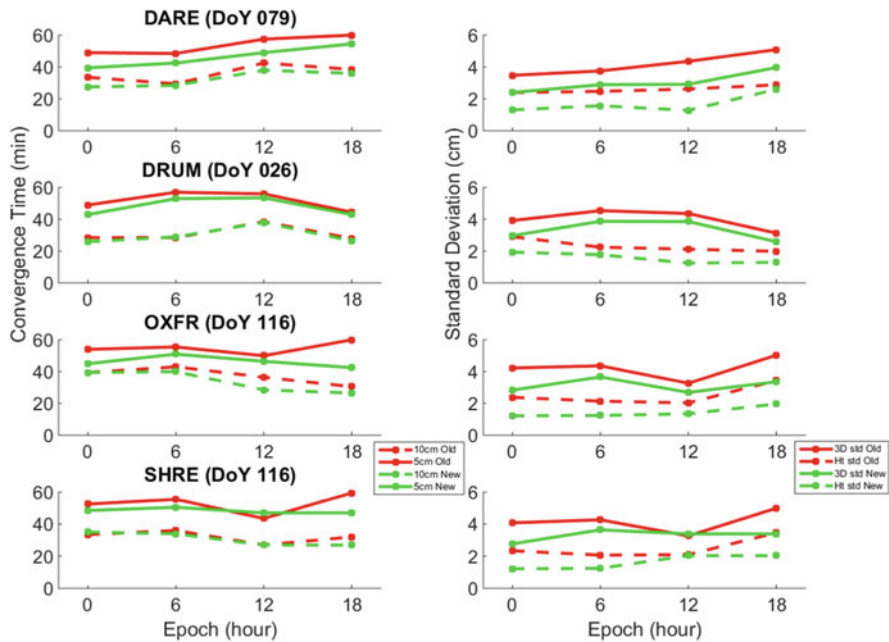 DARE (DoY 079)
60
40
20
0
0 6 12 18
6
4
2
0
0 6 12 18
DRUM (DoY 026)
60
40
20
0
0 6 12 18
6
4
2
0
0 6 12 18
Convergence Time (min)
Standard Deviation (cm)
OXFR (DoY 116)
60
40
20
0
0 6 12 18
6
4
2
0
0 6 12 18
10cm Old
5cm Old
10cm New
5cm New
3D std Old
Ht std Old
3D std New
Ht std New
SHRE (DoY 116)
60
40
20
0
0 6 12 18
Epoch (hour)
6
4
2
0
0 6 12 18
Epoch (hour)